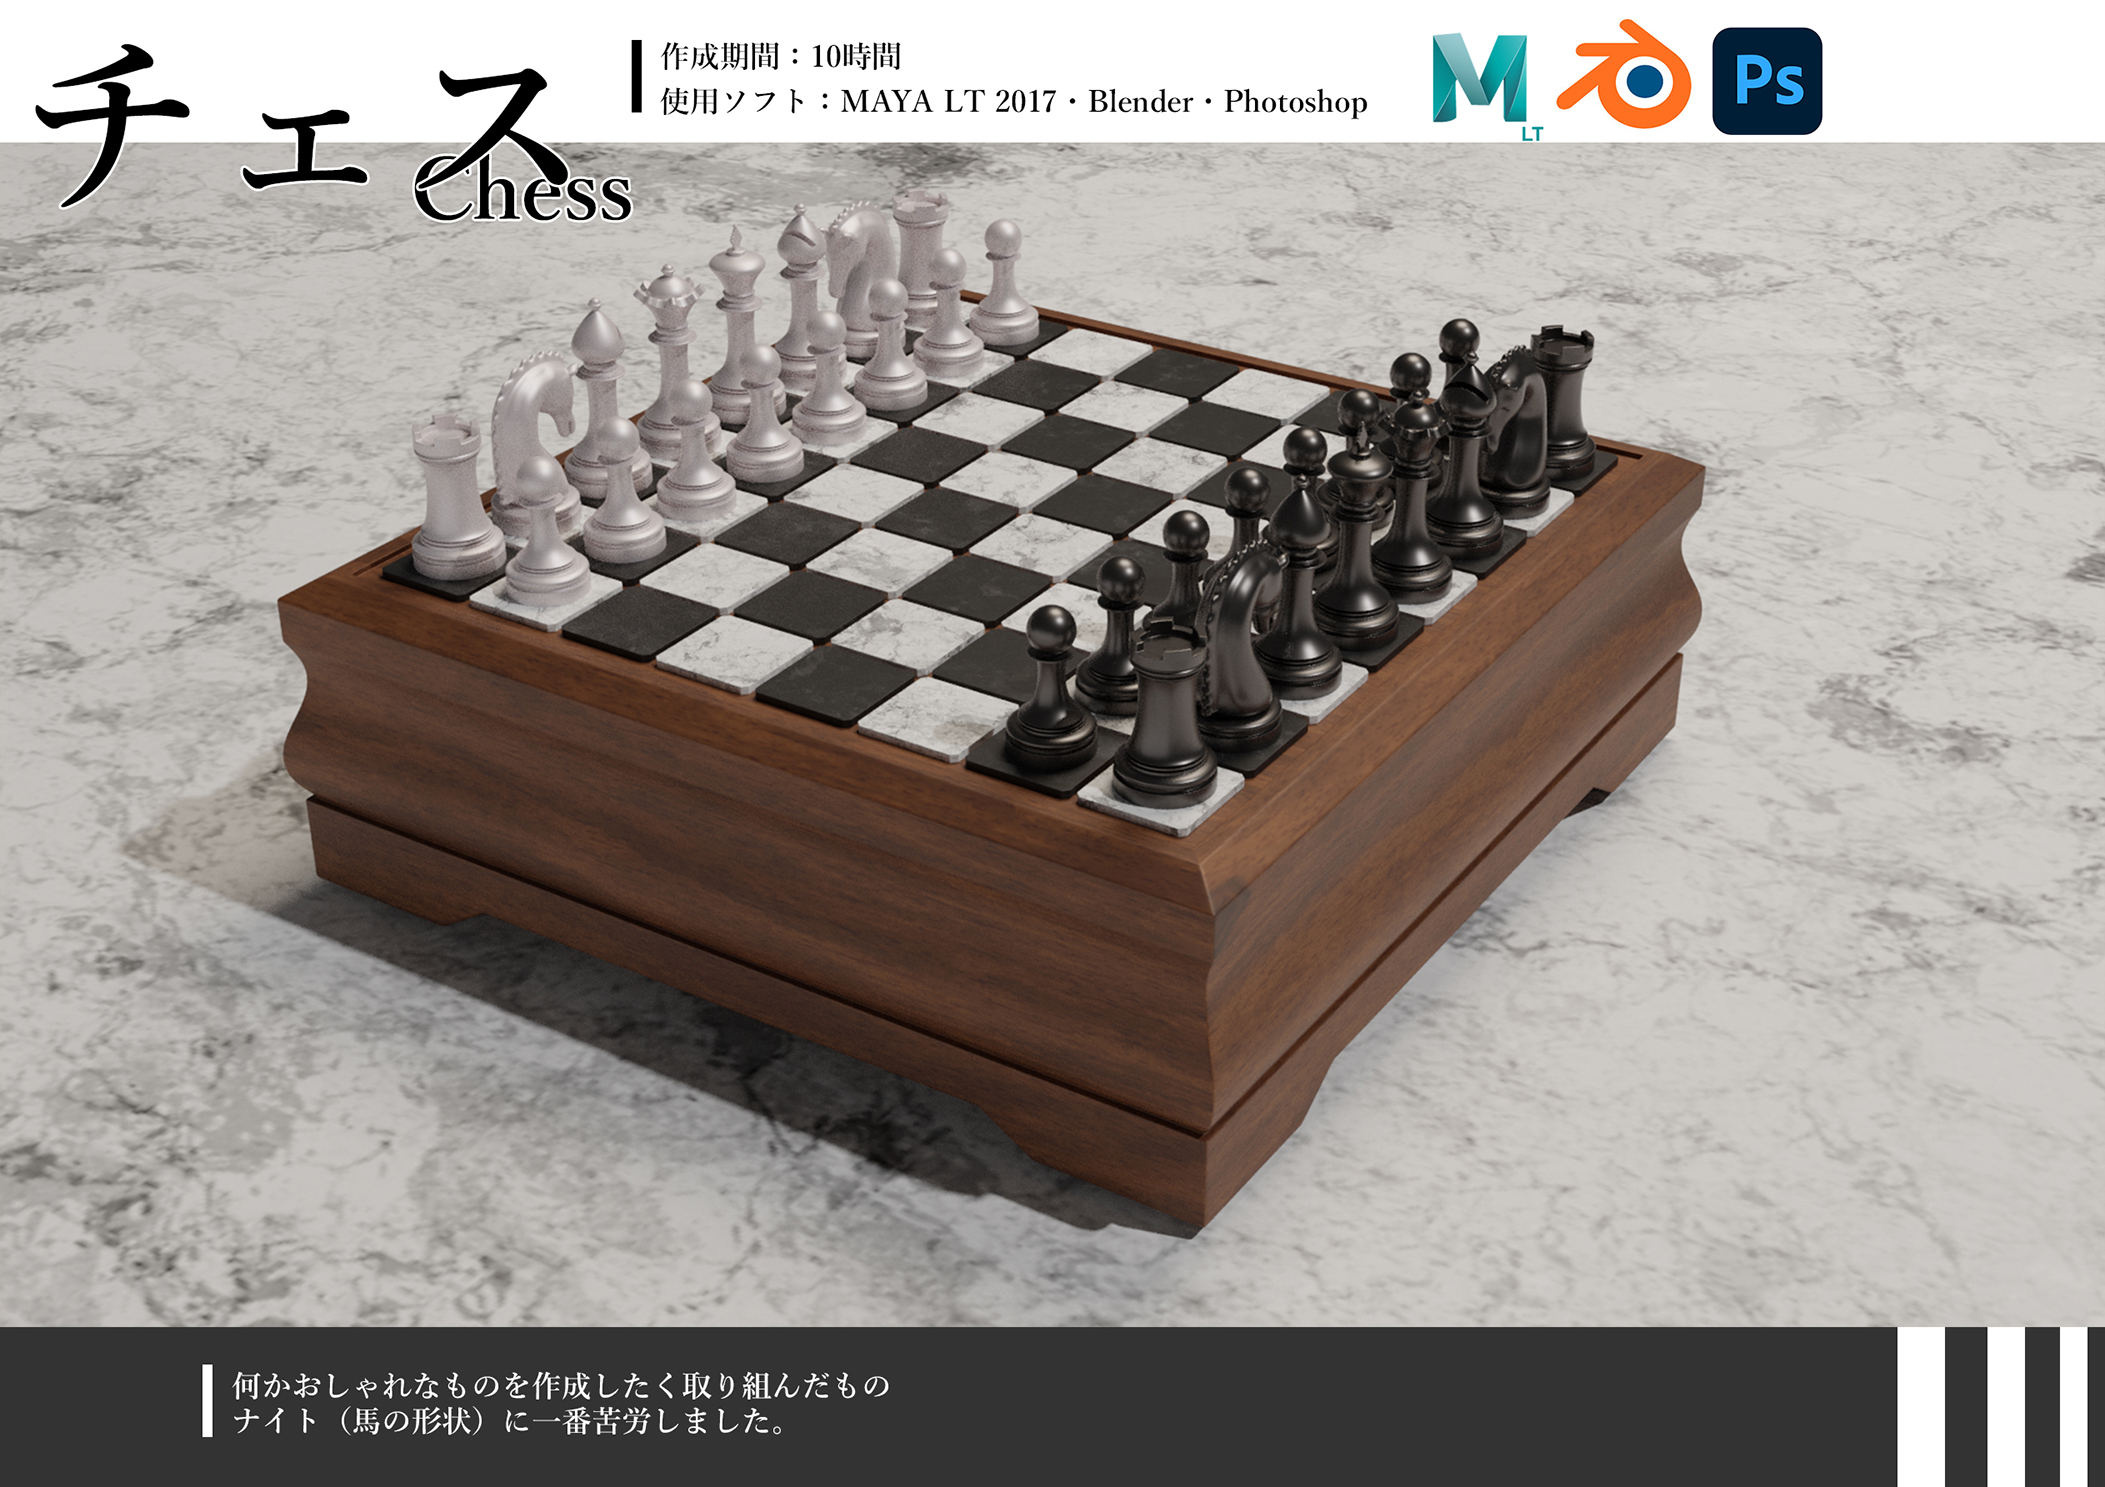 チェス
Chess
作成期間：10時間
使用ソフト：MAYA LT 2017・Blender・Photoshop
M
LT
Ps
何かおしゃれなものを作成したく取り組んだもの
ナイト（馬の形状）に一番苦労しました。